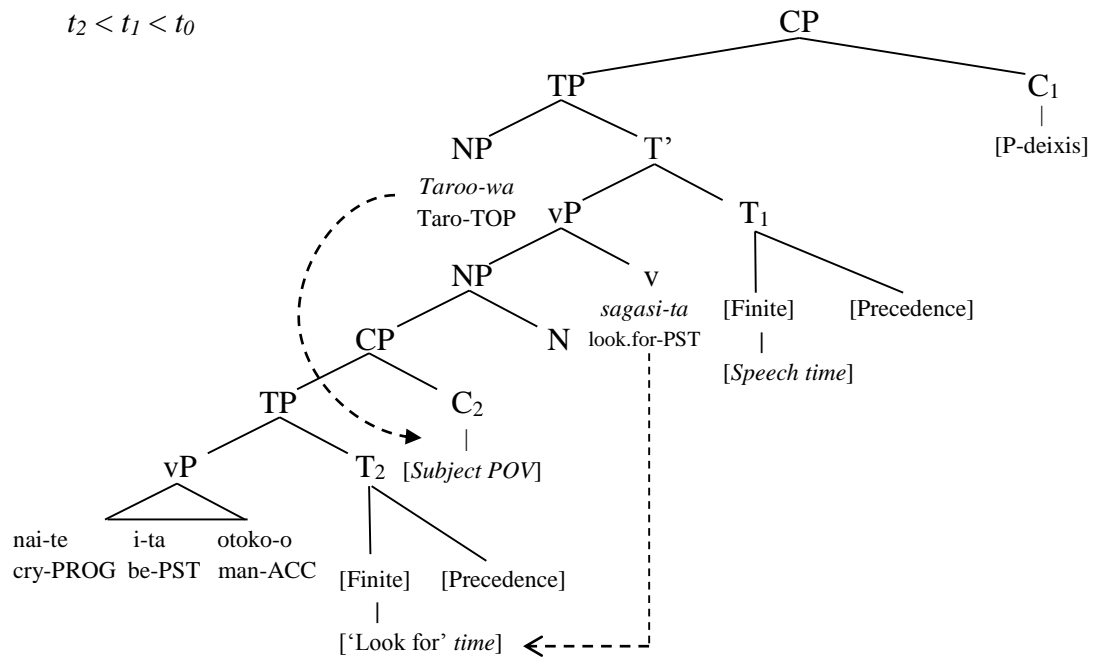 t₂ < t₁ < t₀
CP
TP C₁
NP T’ [P-deixis]
Taroo-wa
Taro-TOP vP T₁
NP v
sagasi-ta [Finite] [Precedence]
CP N look.for-PST
[Speech time]
TP C₂
vP T₂ [Subject POV]
nai-te i-ta otoko-o
cry-PROG be-PST man-ACC [Finite] [Precedence]
[‘Look for’ time]